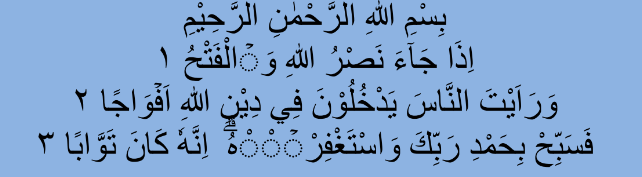 بِسْمِ اللهِ الرَّحْمٰنِ الرَّحِيْمِ
اِذَا جَآءَ نَصْرُ اللهِ وَ ۡالْفَتْحُ ١
وَرَاَيْتَ النَّاسَ يَدْخُلُوْنَ فِي دِيْنِ اللهِ اَفْوَاجًا ٢
فَسَبِّحْ بِحَمْدِ رَبِّكَ وَاسْتَغْفِرْ ۡ ْ ْهُ ؔ اِنَّهٗ كَانَ تَوَّابًا ٣